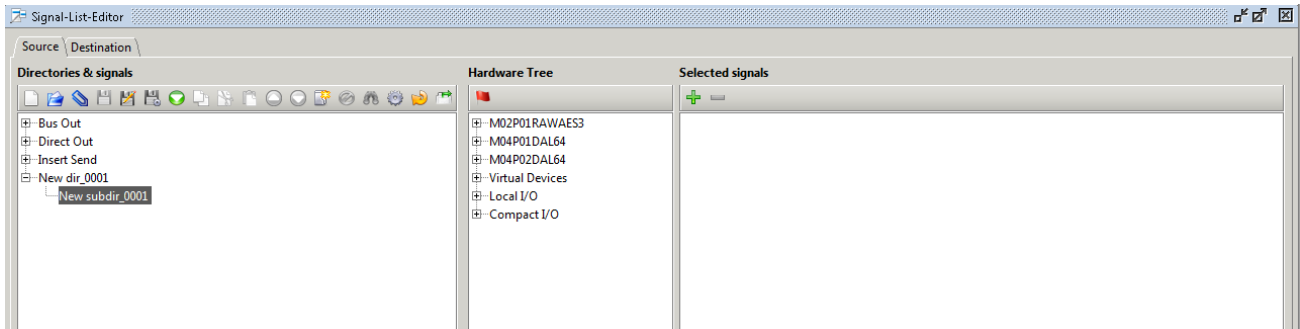 Signal-List-Editor
Source Destination
Directories & signals
Hardware Tree
Selected signals
Bus Out
Direct Out
Insert Send
New dir_0001
New subdir_0001
M02P01RAWAES3
M04P01DAL64
M04P02DAL64
Virtual Devices
Local I/O
Compact I/O